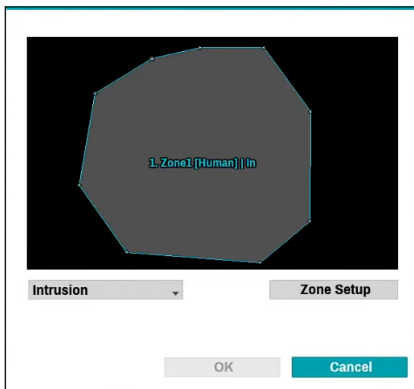 1. Zone1 [Human] | In
Intrusion
Zone Setup
OK
Cancel